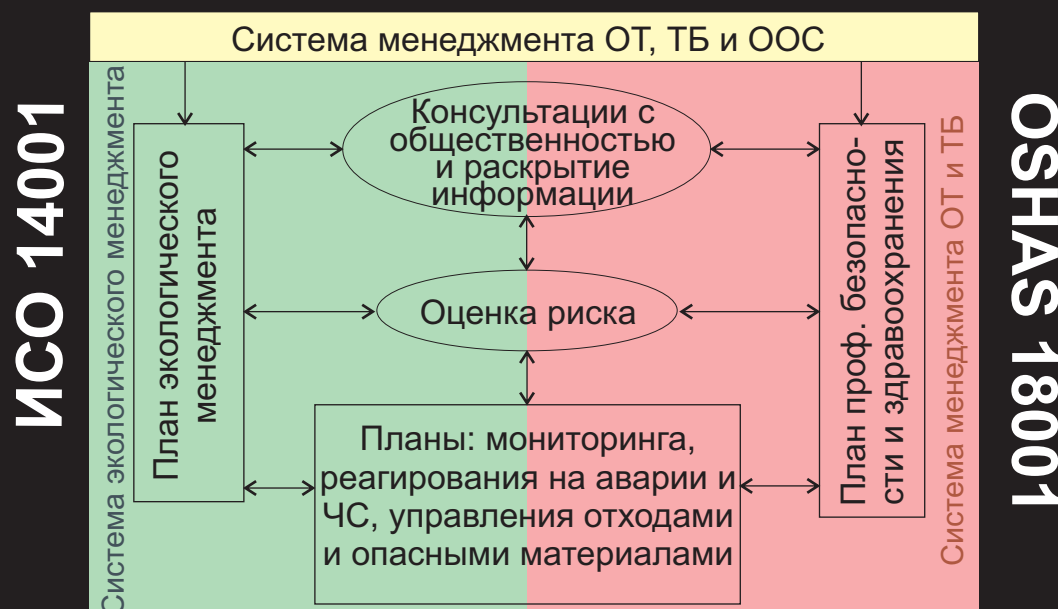 Система менеджмента ОТ, ТБ и ООС
ИСО 14001
Система экологического менеджмента
План экологического
менеджмента
Консультации с
общественностью
и раскрытие
информации
Оценка риска
Планы: мониторинга,
реагирования на аварии и
ЧС, управления отходами
и опасными материалами
План проф. безопасно-
сти и здравоохранения
Система менеджмента ОТ и ТБ
OSHAS 18001